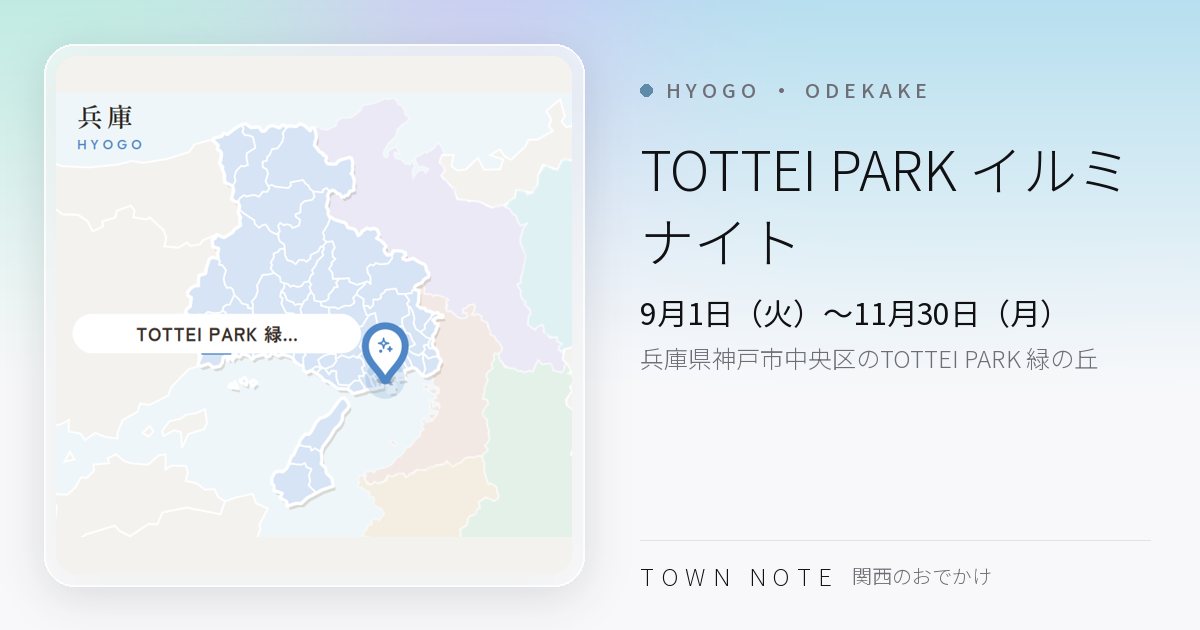 兵庫
HYOGO
TOTTEI PARK 緑...
HYOGO • ODEKAKE
TOTTEI PARK イルミ
ナイト
9月1日（火）～11月30日（月）
兵庫県神戸市中央区のTOTTEI PARK 緑の丘
TOWN NOTE 関西のおでかけ